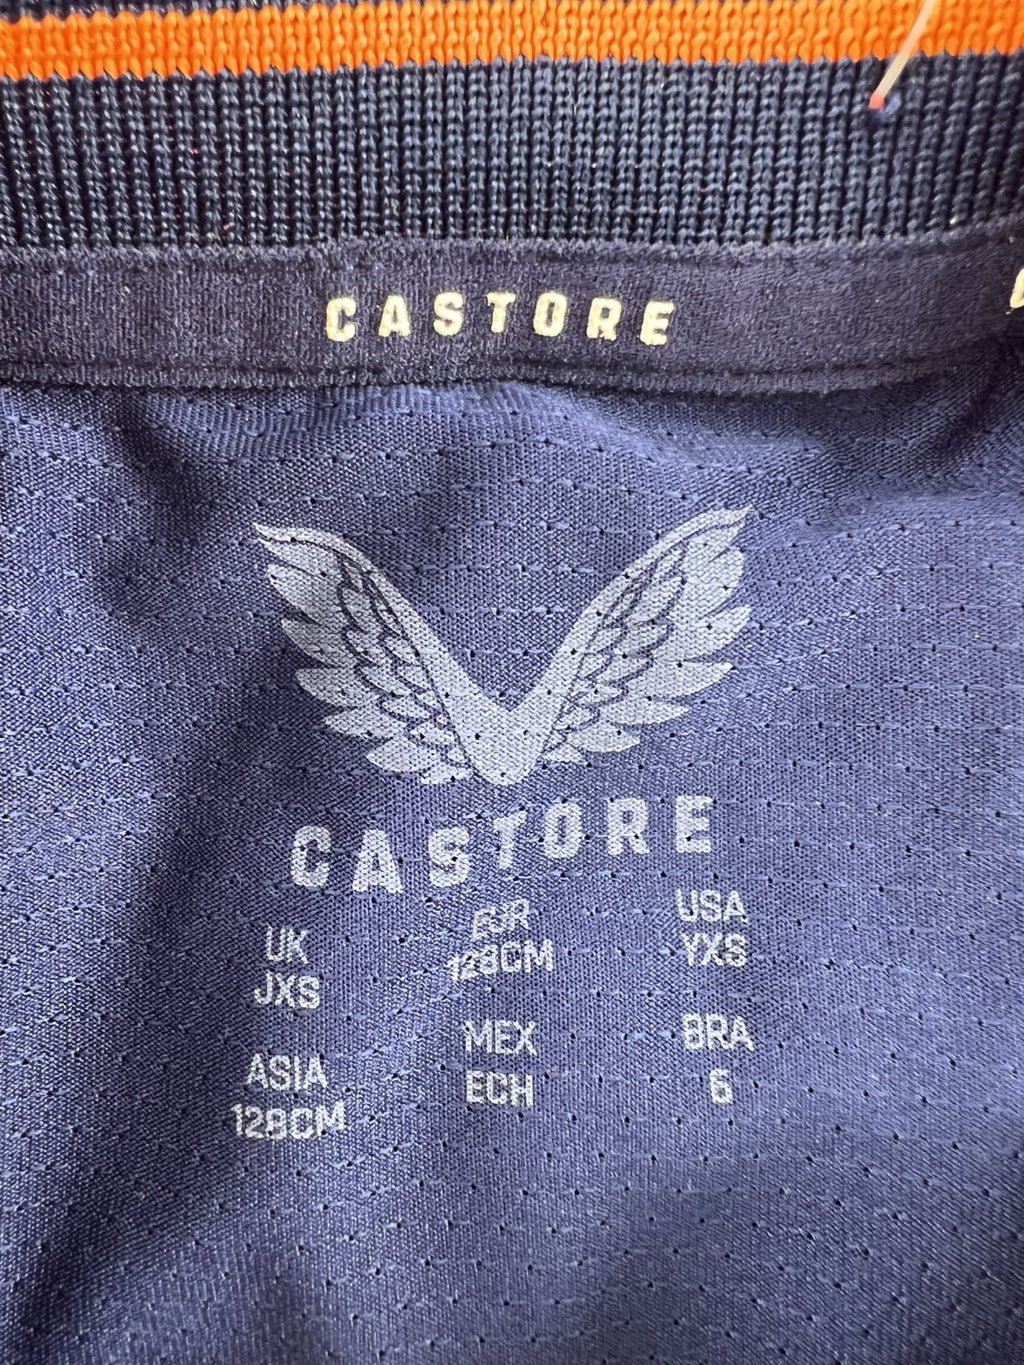 CASTORE
CASTORE
UK
JXS
EUR
128CM
USA
YXS
ASIA
128CM
MEX
ECH
BRA
6